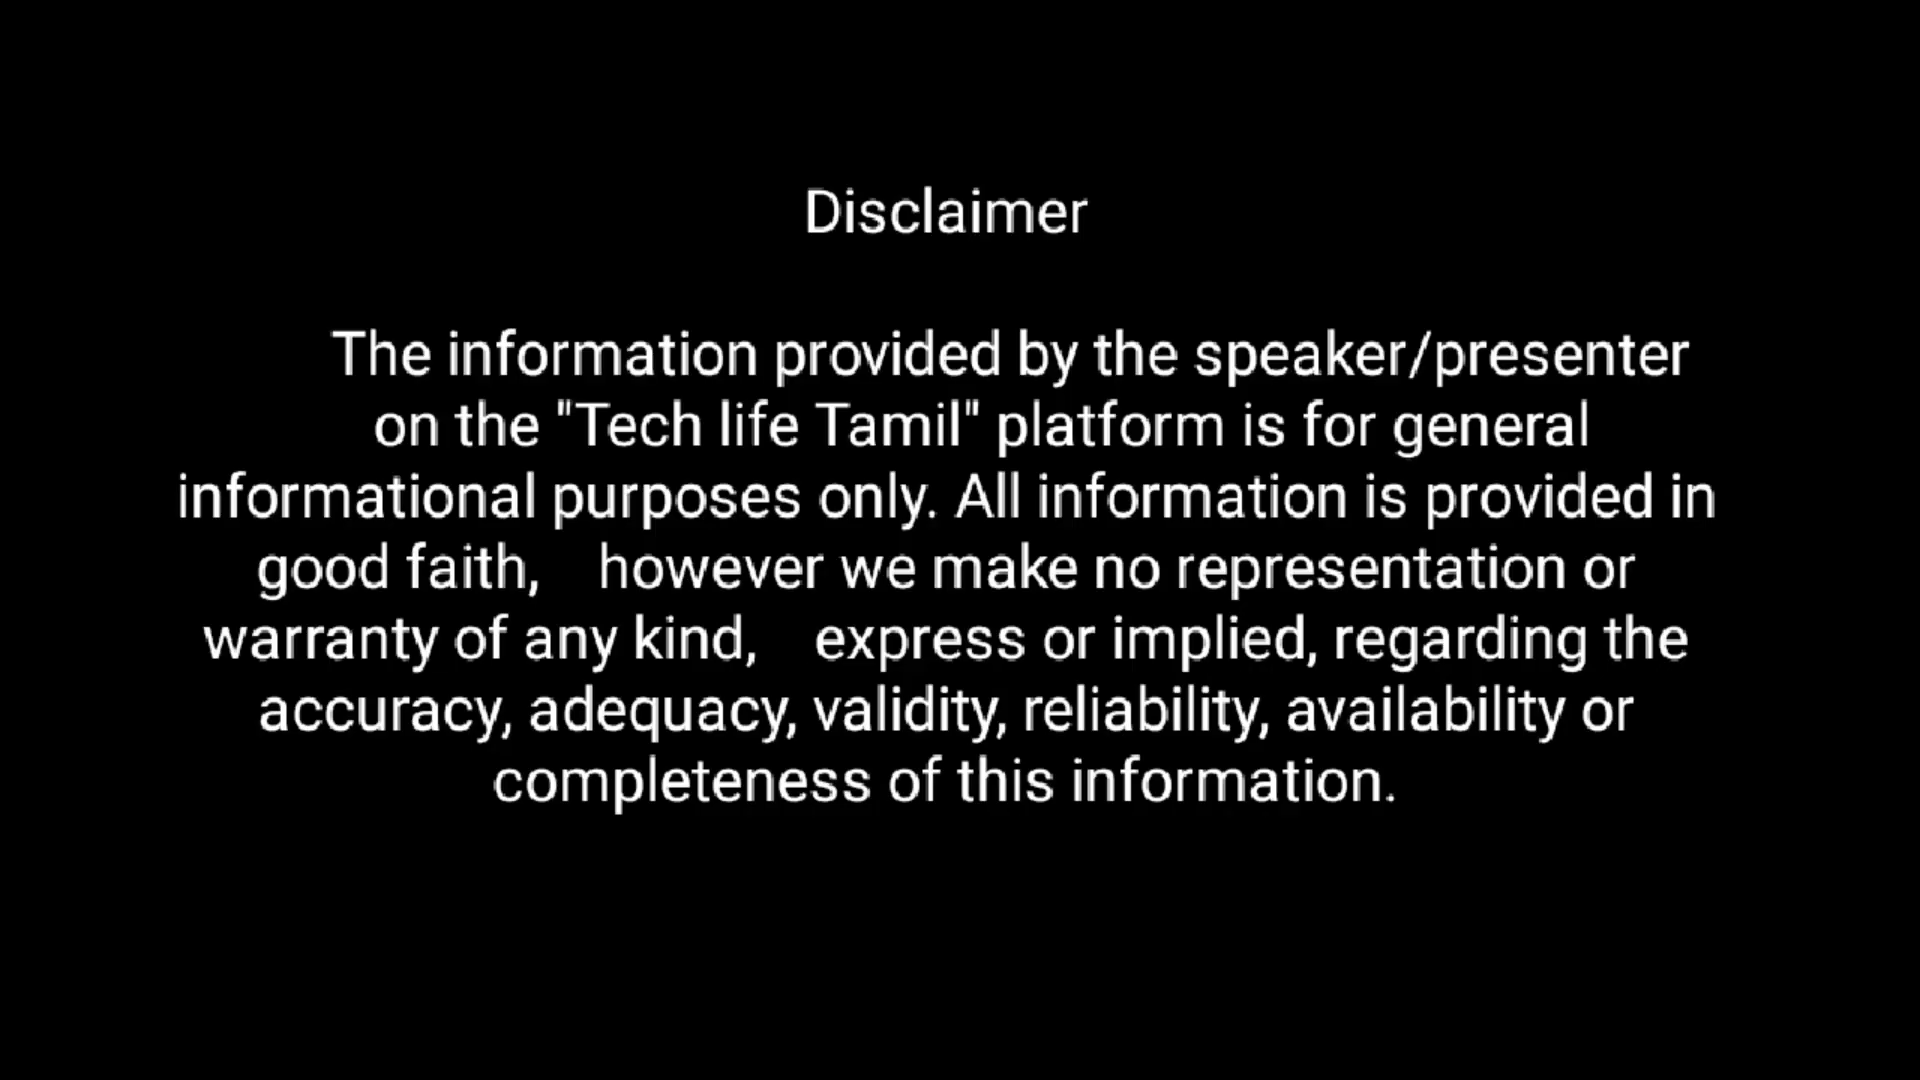 Disclaimer
The information provided by the speaker/presenter
on the "Tech life Tamil" platform is for general
informational purposes only. All information is provided in
good faith, however we make no representation or
warranty of any kind, express or implied, regarding the
accuracy, adequacy, validity, reliability, availability or
completeness of this information.